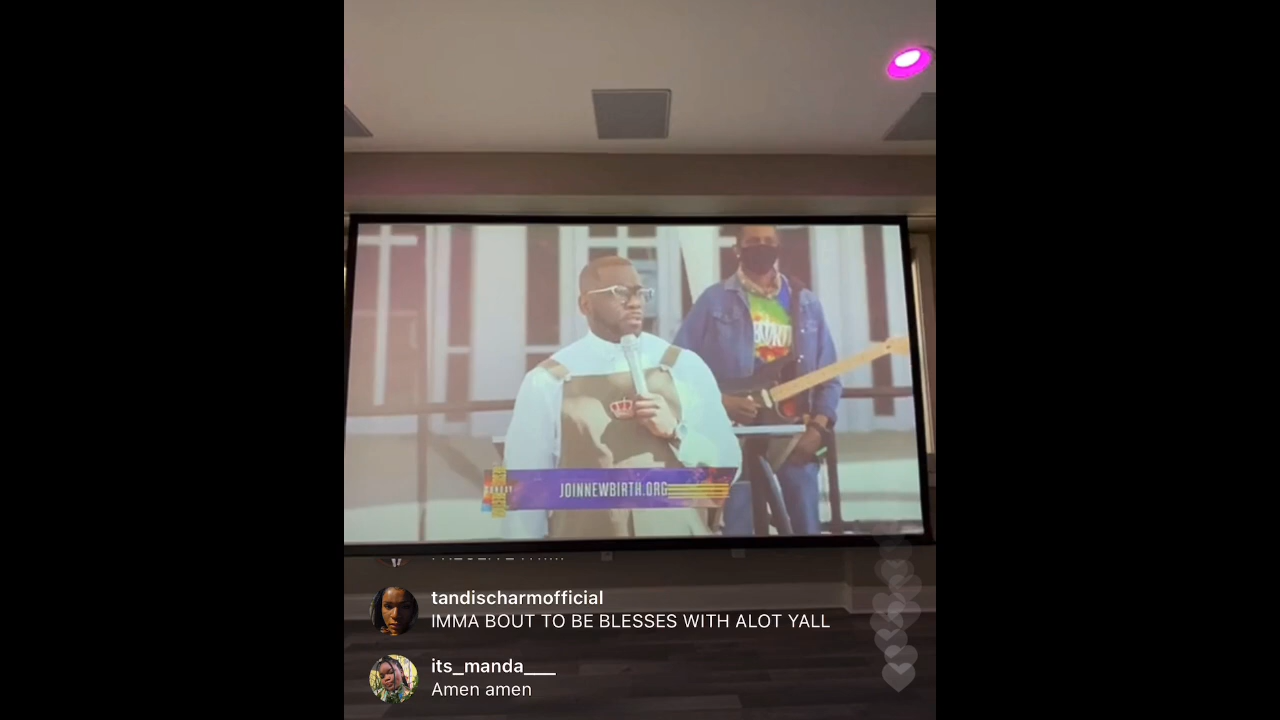 JOINNEWBIRTH.ORG
tandischarmofficial
IMMA BOUT TO BE BLESSES WITH ALOT YALL
its_manda___
Amen amen